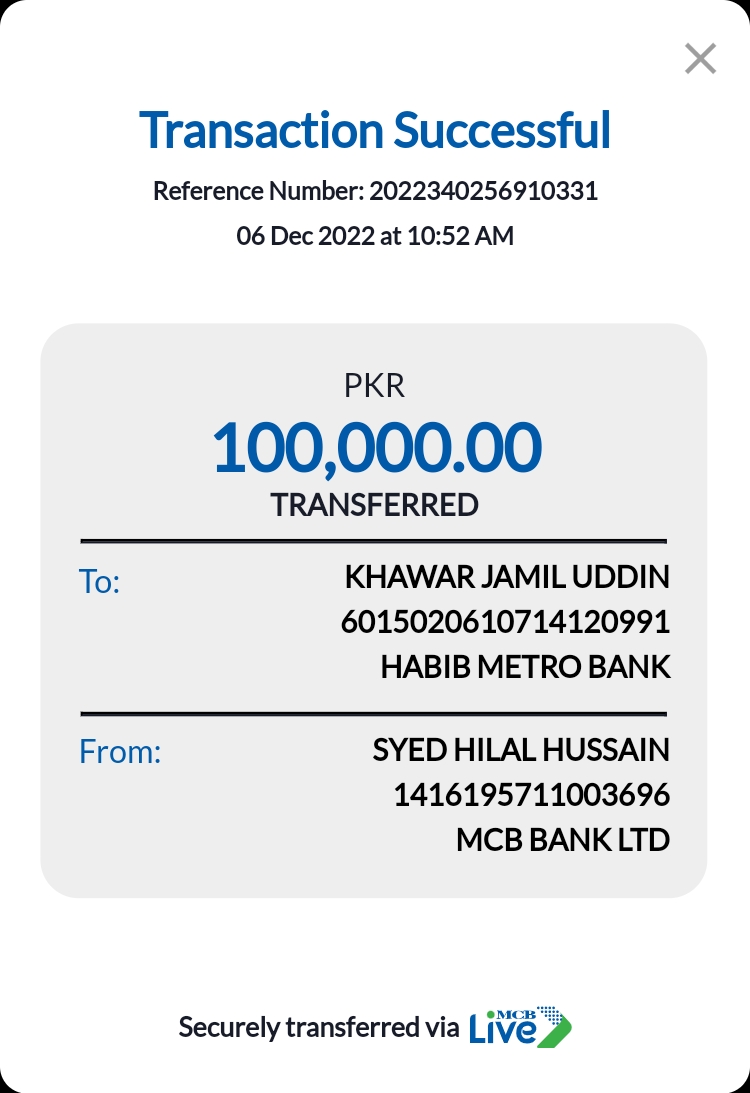 Transaction Successful
Reference Number: 2022340256910331
06 Dec 2022 at 10:52 AM
PKR
100,000.00
TRANSFERRED
To:
KHAWAR JAMIL UDDIN
6015020610714120991
HABIB METRO BANK
From:
SYED HILAL HUSSAIN
1416195711003696
MCB BANK LTD
Securely transferred via MCB Live